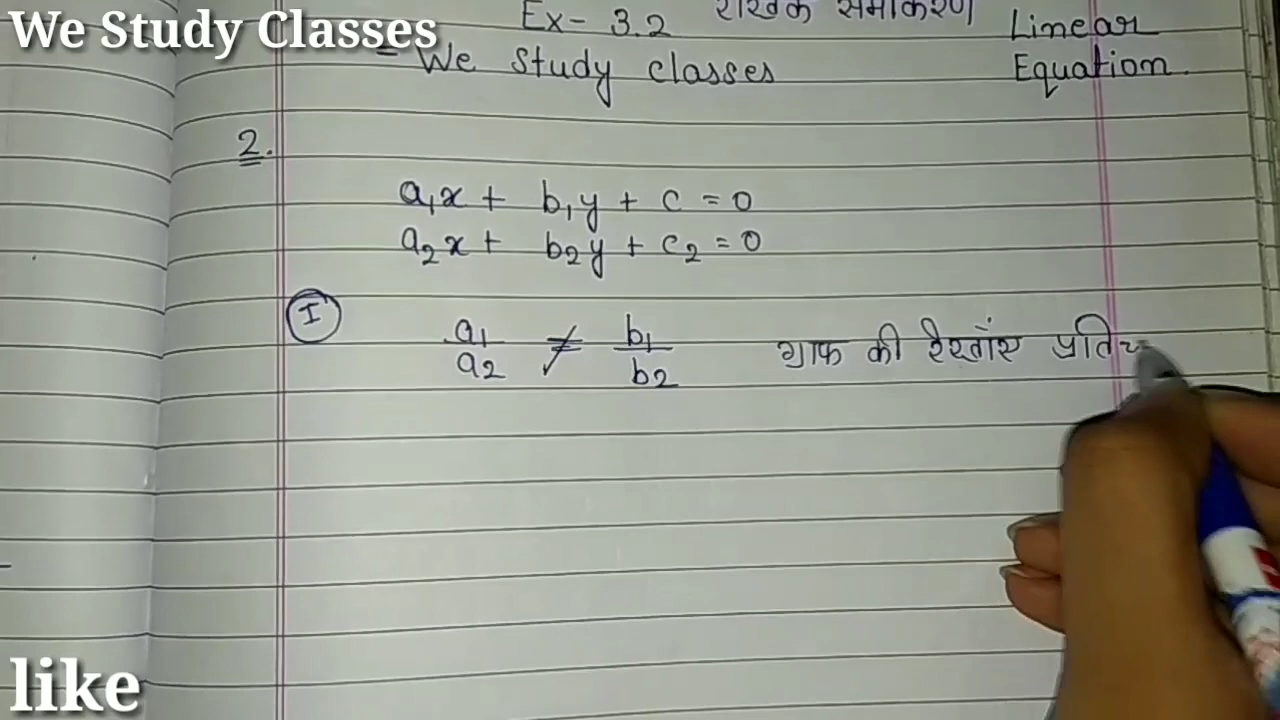 We Study Classes
Ex- 3.2 रैखिक समीकरण Linear
= We Study classes Equation.
2.
a₁x + b₁y + c = 0
a₂x + b₂y + c₂ = 0
I a₁/a₂ ≠ b₁/b₂ ग्राफ की रेखाएं
like